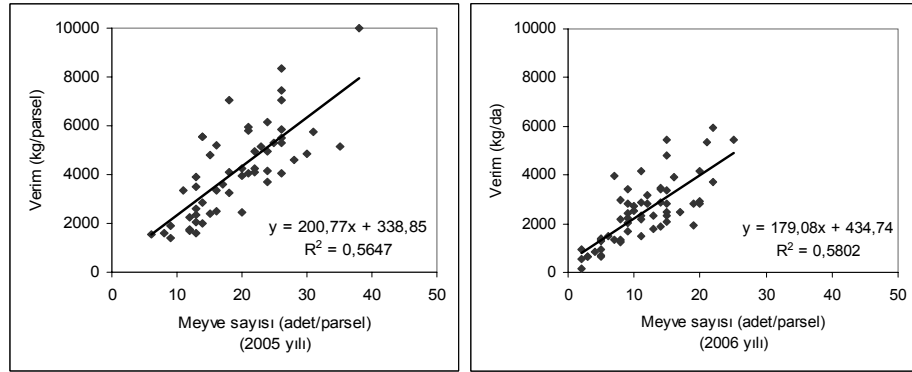 10000
8000
6000
4000
2000
0
Verim (kg/parsel)
y = 200,77x + 338,85
R² = 0,5647
0 10 20 30 40 50
Meyve sayısı (adet/parsel)
(2005 yılı)
10000
8000
6000
4000
2000
0
Verim (kg/da)
y = 179,08x + 434,74
R² = 0,5802
0 10 20 30 40 50
Meyve sayısı (adet/parsel)
(2006 yılı)